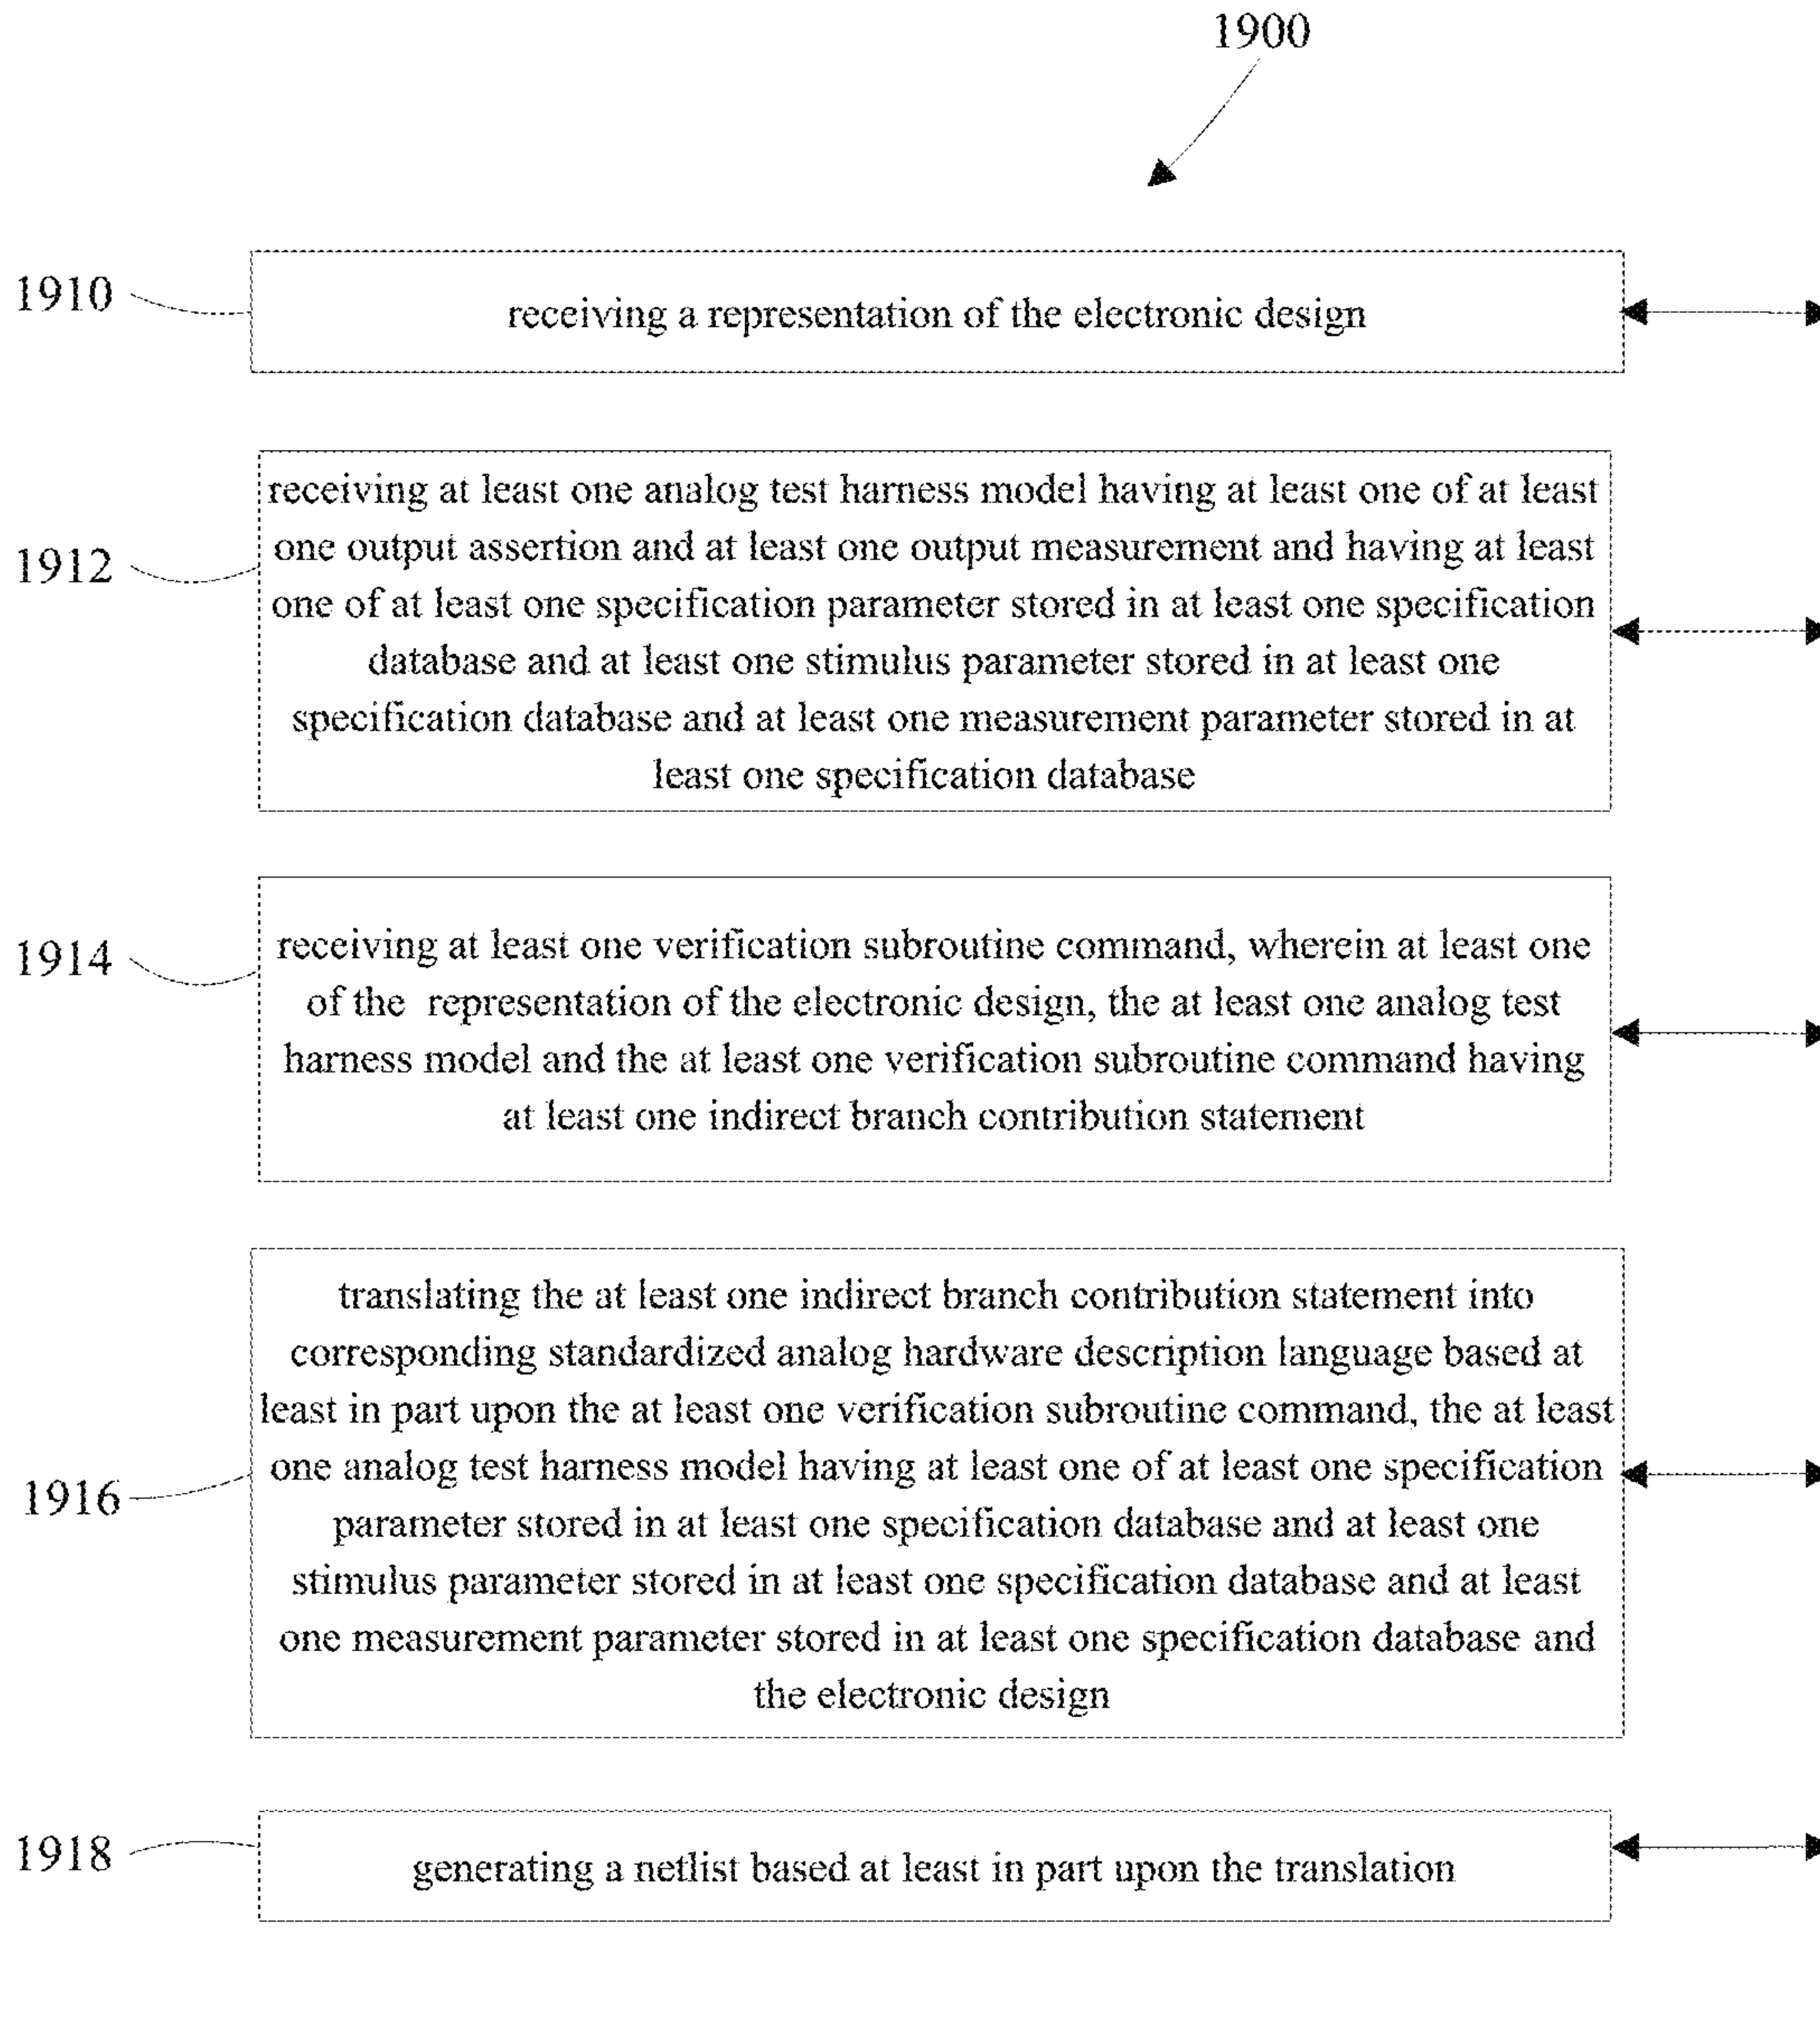 1900
1910
receiving a representation of the electronic design
1912
receiving at least one analog test harness model having at least one of at least
one output assertion and at least one output measurement and having at least
one of at least one specification parameter stored in at least one specification
database and at least one stimulus parameter stored in at least one
specification database and at least one measurement parameter stored in at
least one specification database
1914
receiving at least one verification subroutine command, wherein at least one
of the representation of the electronic design, the at least one analog test
harness model and the at least one verification subroutine command having
at least one indirect branch contribution statement
1916
translating the at least one indirect branch contribution statement into
corresponding standardized analog hardware description language based at
least in part upon the at least one verification subroutine command, the at least
one analog test harness model having at least one of at least one specification
parameter stored in at least one specification database and at least one
stimulus parameter stored in at least one specification database and at least
one measurement parameter stored in at least one specification database and
the electronic design
1918
generating a netlist based at least in part upon the translation